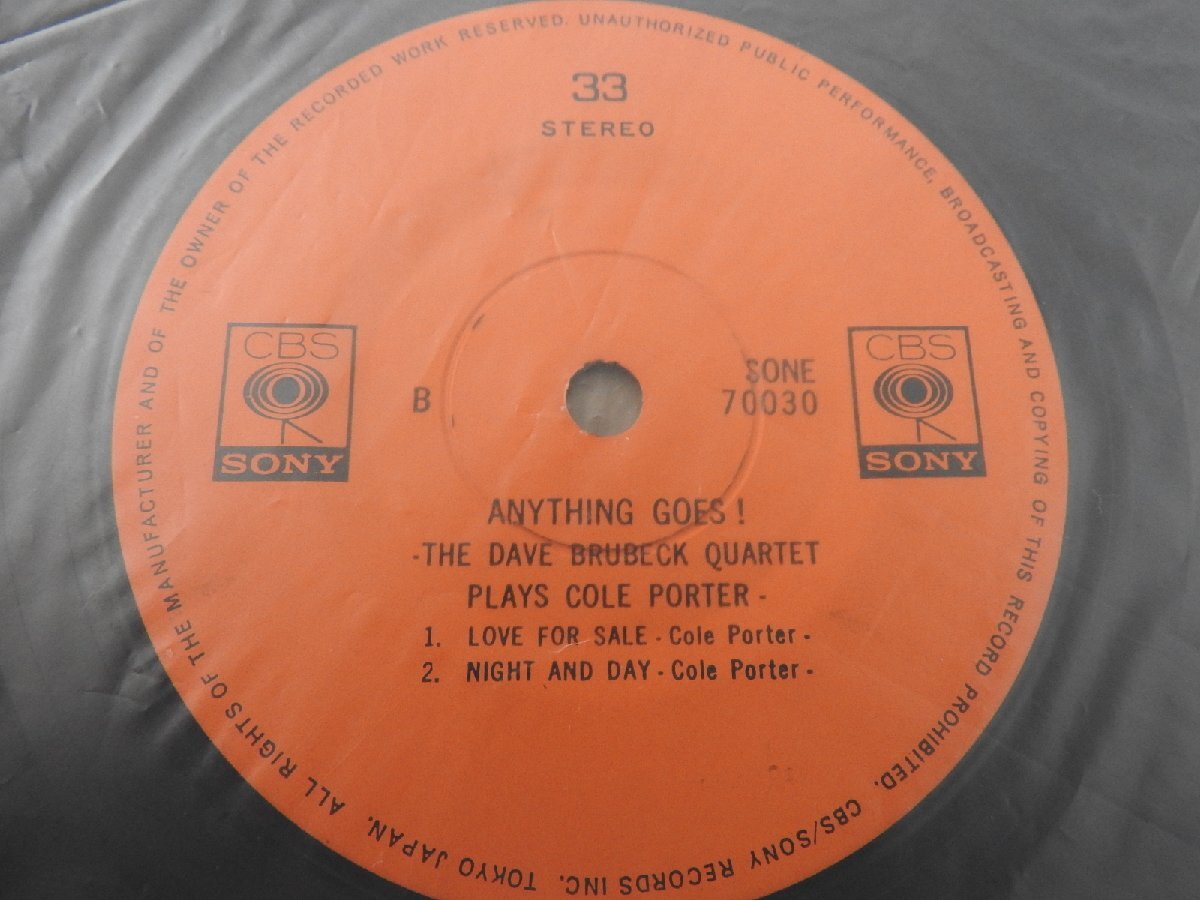 33
STEREO
CBS
SONY
B
SONE
70030
CBS
SONY
ANYTHING GOES!
-THE DAVE BRUBECK QUARTET
PLAYS COLE PORTER-
1. LOVE FOR SALE - Cole Porter -
2. NIGHT AND DAY - Cole Porter -
ALL RIGHTS OF THE MANUFACTURER AND OF THE OWNER OF THE RECORDED WORK RESERVED. UNAUTHORIZED PUBLIC PERFORMANCE, BROADCASTING AND COPYING OF THIS RECORD PROHIBITED. CBS/SONY RECORDS INC. TOKYO JAPAN.